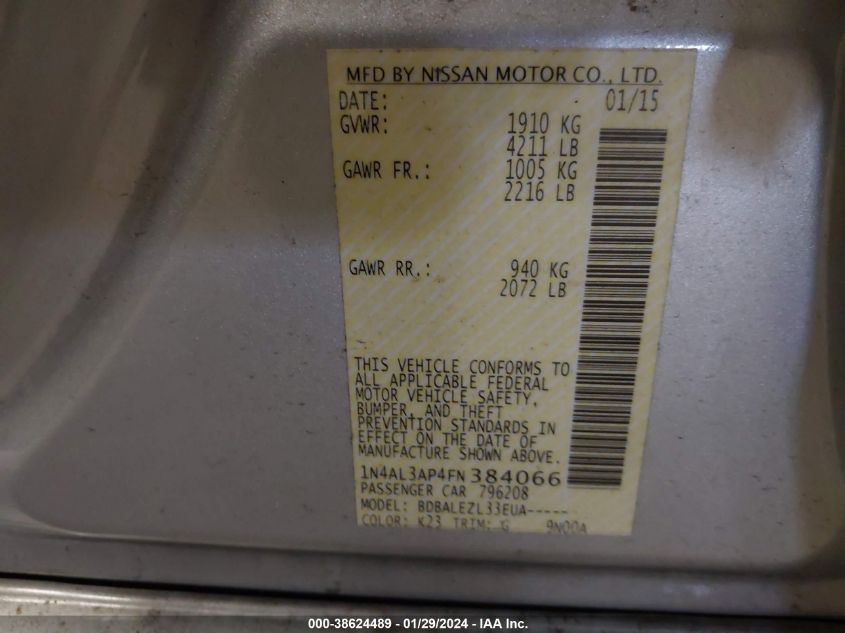 MFD BY NISSAN MOTOR CO., LTD.
DATE: 01/15
GVWR: 1910 KG
4211 LB
GAWR FR.: 1005 KG
2216 LB
GAWR RR.: 940 KG
2072 LB
THIS VEHICLE CONFORMS TO
ALL APPLICABLE FEDERAL
MOTOR VEHICLE SAFETY,
BUMPER, AND THEFT
PREVENTION STANDARDS IN
EFFECT ON THE DATE OF
MANUFACTURE SHOWN ABOVE.
1N4AL3AP4FN384066
PASSENGER CAR 796208
MODEL: BDBALEZL33EUA-----
COLOR: K23 TRIM: G 9N00A
000-38624489 - 01/29/2024 - IAA Inc.